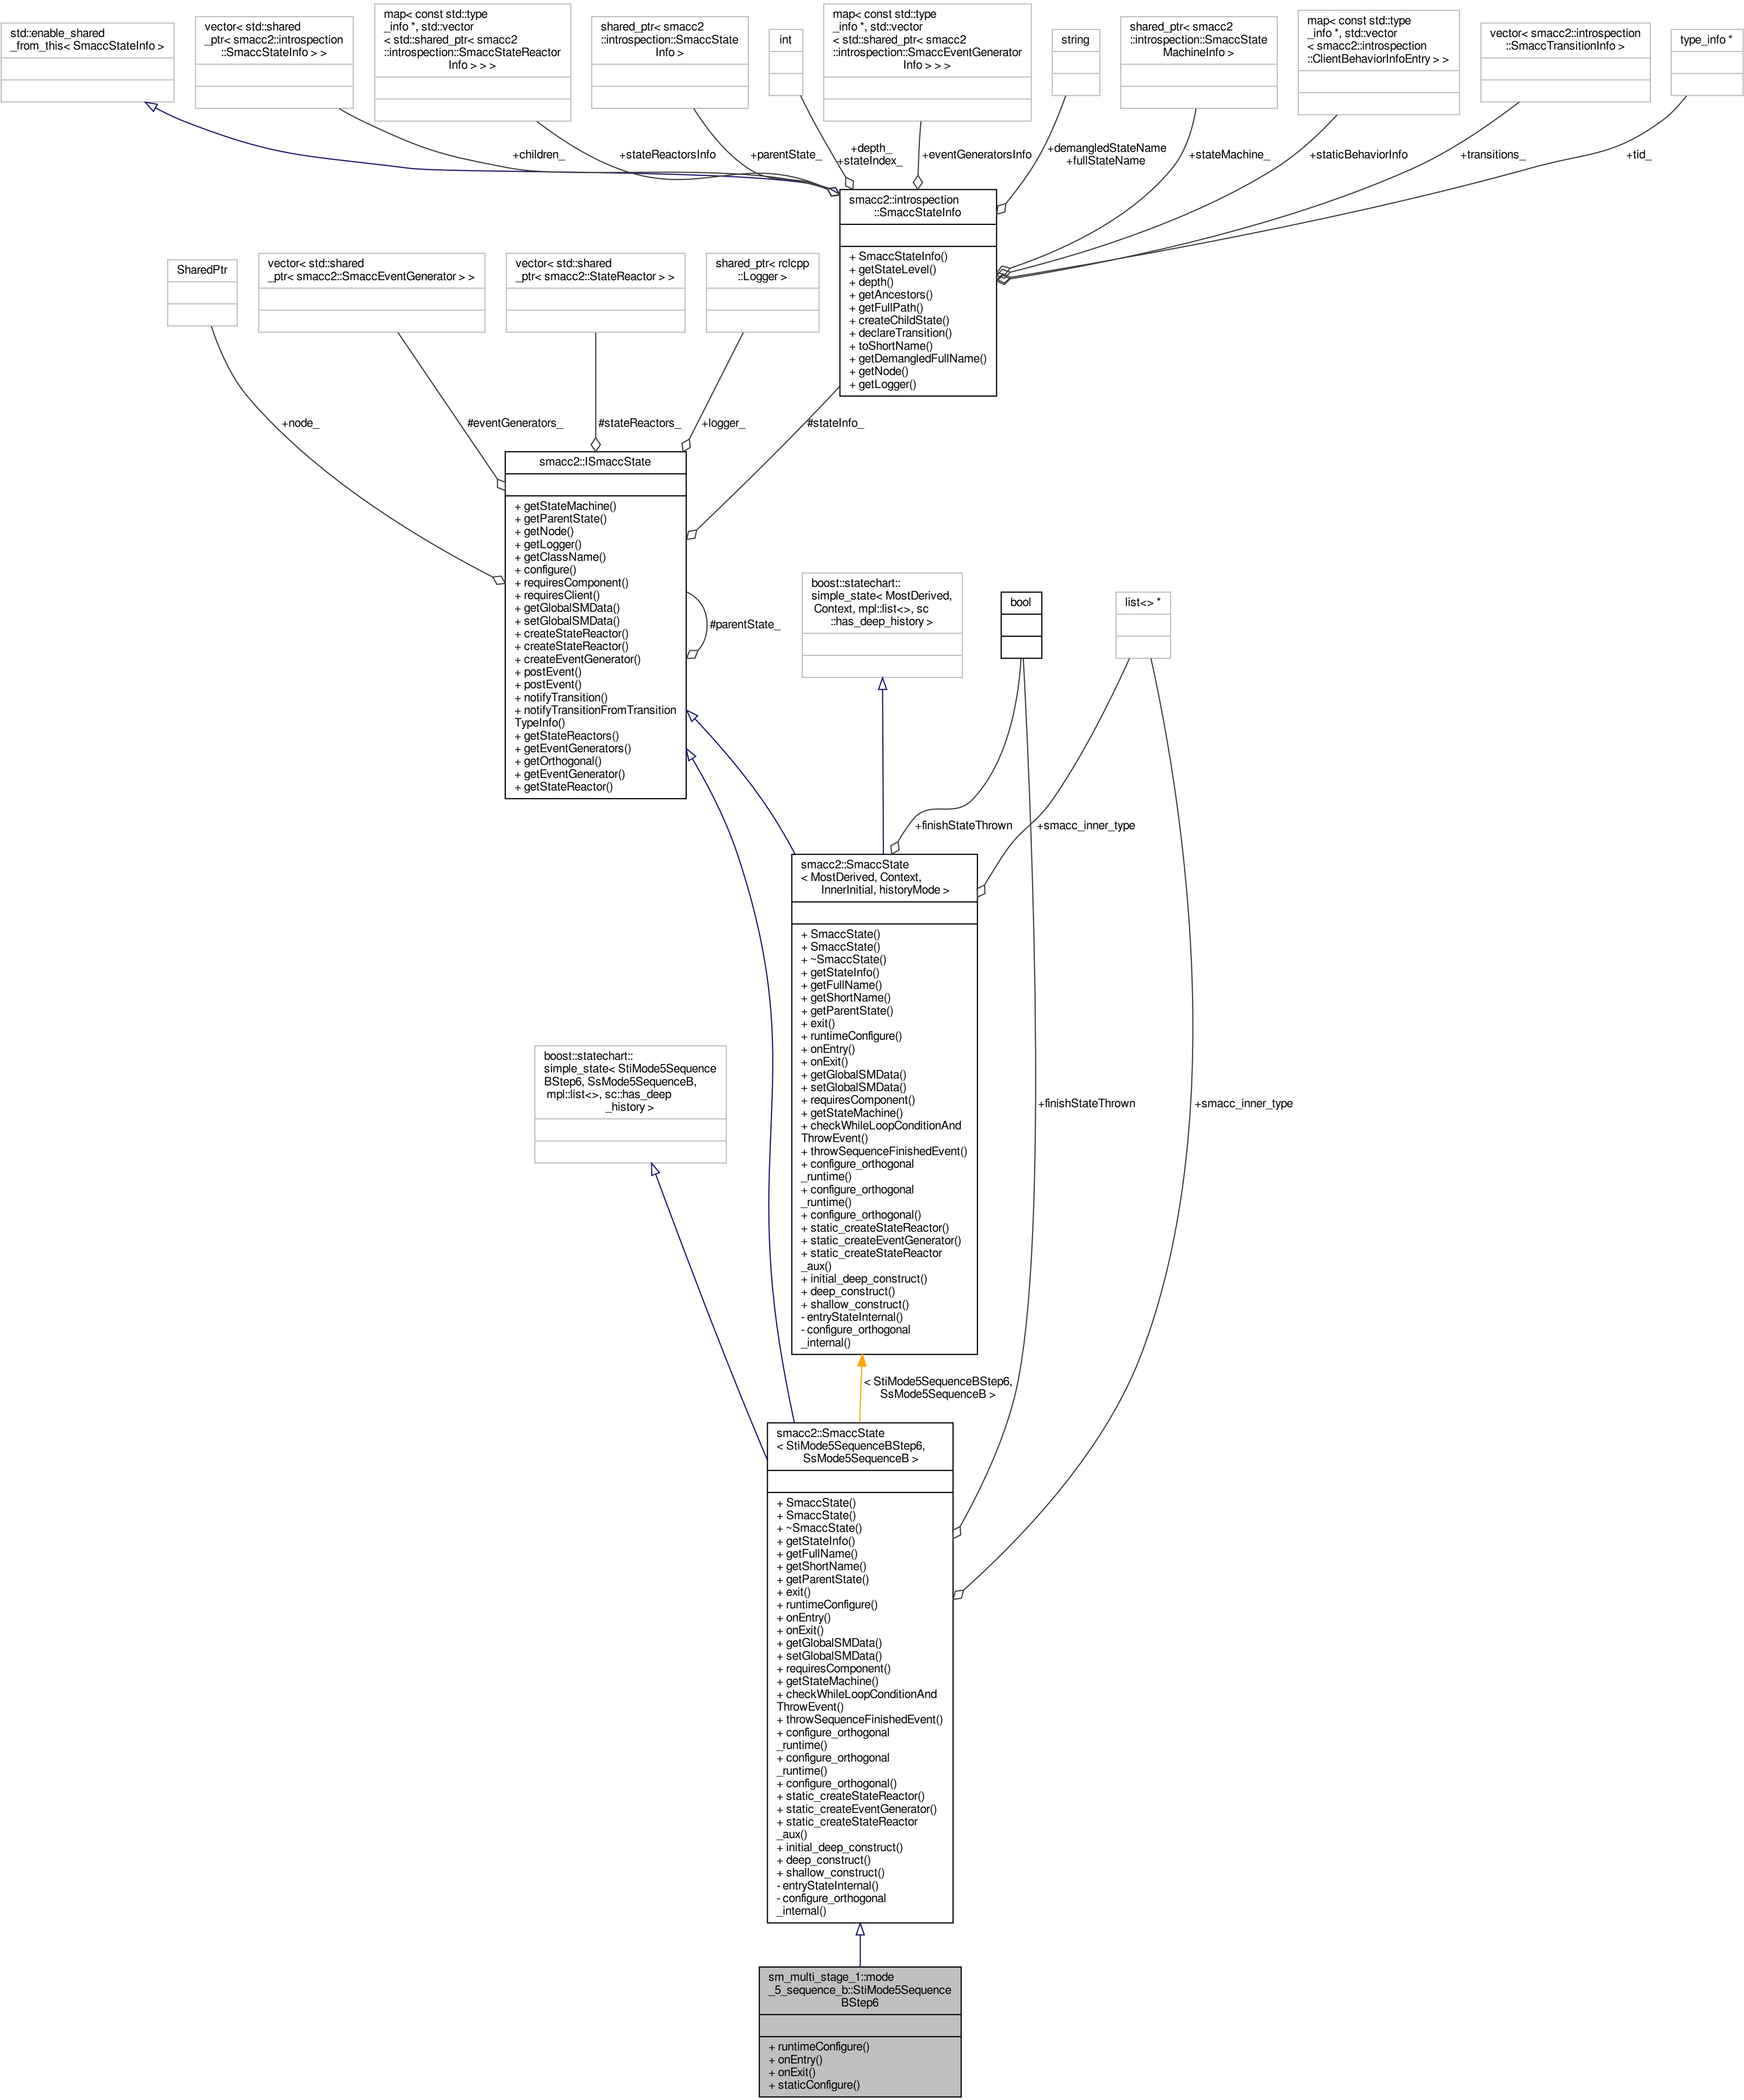 std::enable_shared
_from_this< SmaccStateInfo >
vector< std::shared
_ptr< smacc2::introspection
::SmaccStateInfo > >
map< const std::type
_info *, std::vector
< std::shared_ptr< smacc2
::introspection::SmaccStateReactor
Info > > >
shared_ptr< smacc2
::introspection::SmaccState
Info >
int
map< const std::type
_info *, std::vector
< std::shared_ptr< smacc2
::introspection::SmaccEventGenerator
Info > > >
string
shared_ptr< smacc2
::introspection::SmaccState
MachineInfo >
map< const std::type
_info *, std::vector
< smacc2::introspection
::ClientBehaviorInfoEntry > >
vector< smacc2::introspection
::SmaccTransitionInfo >
type_info *
+children_
+stateReactorsInfo
+parentState_
+depth_
+stateIndex_
+eventGeneratorsInfo
+demangledStateName
+fullStateName
+stateMachine_
+staticBehaviorInfo
+transitions_
+tid_
smacc2::introspection
::SmaccStateInfo
+ SmaccStateInfo()
+ getStateLevel()
+ depth()
+ getAncestors()
+ getFullPath()
+ createChildState()
+ declareTransition()
+ toShortName()
+ getDemangledFullName()
+ getNode()
+ getLogger()
SharedPtr
vector< std::shared
_ptr< smacc2::SmaccEventGenerator > >
vector< std::shared
_ptr< smacc2::StateReactor > >
shared_ptr< rclcpp
::Logger >
+node_
#eventGenerators_
#stateReactors_
+logger_
#stateInfo_
smacc2::ISmaccState
+ getStateMachine()
+ getParentState()
+ getNode()
+ getLogger()
+ getClassName()
+ configure()
+ requiresComponent()
+ requiresClient()
+ getGlobalSMData()
+ setGlobalSMData()
+ createStateReactor()
+ createStateReactor()
+ createEventGenerator()
+ postEvent()
+ postEvent()
+ notifyTransition()
+ notifyTransitionFromTransition
TypeInfo()
+ getStateReactors()
+ getEventGenerators()
+ getOrthogonal()
+ getEventGenerator()
+ getStateReactor()
#parentState_
boost::statechart::
simple_state< MostDerived,
Context, mpl::list<>, sc
::has_deep_history >
bool
list<> *
+finishStateThrown
+smacc_inner_type
smacc2::SmaccState
< MostDerived, Context,
InnerInitial, historyMode >
+ SmaccState()
+ SmaccState()
+ ~SmaccState()
+ getStateInfo()
+ getFullName()
+ getShortName()
+ getParentState()
+ exit()
+ runtimeConfigure()
+ onEntry()
+ onExit()
+ getGlobalSMData()
+ setGlobalSMData()
+ requiresComponent()
+ getStateMachine()
+ checkWhileLoopConditionAnd
ThrowEvent()
+ throwSequenceFinishedEvent()
+ configure_orthogonal
_runtime()
+ configure_orthogonal
_runtime()
+ configure_orthogonal()
+ static_createStateReactor()
+ static_createEventGenerator()
+ static_createStateReactor
_aux()
+ initial_deep_construct()
+ deep_construct()
+ shallow_construct()
- entryStateInternal()
- configure_orthogonal
_internal()
boost::statechart::
simple_state< StiMode5Sequence
BStep6, SsMode5SequenceB,
mpl::list<>, sc::has_deep
_history >
+finishStateThrown
+smacc_inner_type
< StiMode5SequenceBStep6,
SsMode5SequenceB >
smacc2::SmaccState
< StiMode5SequenceBStep6,
SsMode5SequenceB >
+ SmaccState()
+ SmaccState()
+ ~SmaccState()
+ getStateInfo()
+ getFullName()
+ getShortName()
+ getParentState()
+ exit()
+ runtimeConfigure()
+ onEntry()
+ onExit()
+ getGlobalSMData()
+ setGlobalSMData()
+ requiresComponent()
+ getStateMachine()
+ checkWhileLoopConditionAnd
ThrowEvent()
+ throwSequenceFinishedEvent()
+ configure_orthogonal
_runtime()
+ configure_orthogonal
_runtime()
+ configure_orthogonal()
+ static_createStateReactor()
+ static_createEventGenerator()
+ static_createStateReactor
_aux()
+ initial_deep_construct()
+ deep_construct()
+ shallow_construct()
- entryStateInternal()
- configure_orthogonal
_internal()
sm_multi_stage_1::mode
_5_sequence_b::StiMode5Sequence
BStep6
+ runtimeConfigure()
+ onEntry()
+ onExit()
+ staticConfigure()